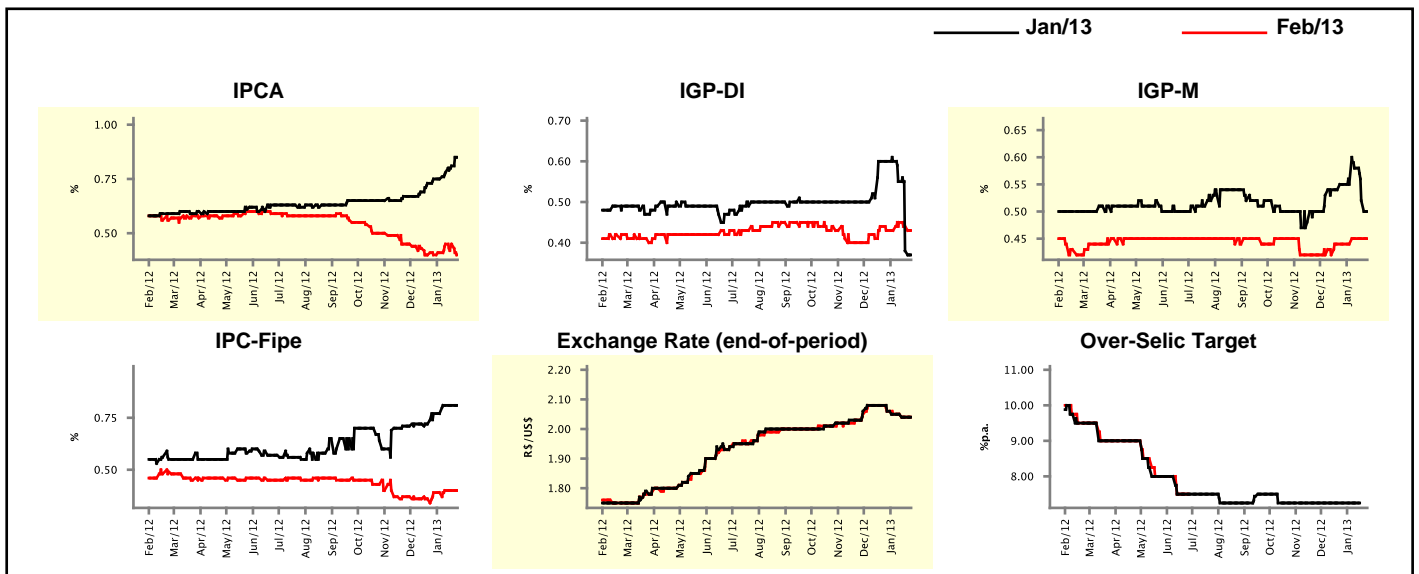 Jan/13 Feb/13
IPCA
1.00
0.75
0.50
%
Feb/12 Mar/12 Apr/12 May/12 Jun/12 Jul/12 Aug/12 Sep/12 Oct/12 Nov/12 Dec/12 Jan/13
IGP-DI
0.70
0.60
0.50
0.40
%
Feb/12 Mar/12 Apr/12 May/12 Jun/12 Jul/12 Aug/12 Sep/12 Oct/12 Nov/12 Dec/12 Jan/13
IGP-M
0.65
0.60
0.55
0.50
0.45
%
Feb/12 Mar/12 Apr/12 May/12 Jun/12 Jul/12 Aug/12 Sep/12 Oct/12 Nov/12 Dec/12 Jan/13
IPC-Fipe
0.75
0.50
%
Feb/12 Mar/12 Apr/12 May/12 Jun/12 Jul/12 Aug/12 Sep/12 Oct/12 Nov/12 Dec/12 Jan/13
Exchange Rate (end-of-period)
2.20
2.10
2.00
1.90
1.80
R$/US$
Feb/12 Mar/12 Apr/12 May/12 Jun/12 Jul/12 Aug/12 Sep/12 Oct/12 Nov/12 Dec/12 Jan/13
Over-Selic Target
11.00
10.00
9.00
8.00
%p.a.
Feb/12 Mar/12 Apr/12 May/12 Jun/12 Jul/12 Aug/12 Sep/12 Oct/12 Nov/12 Dec/12 Jan/13